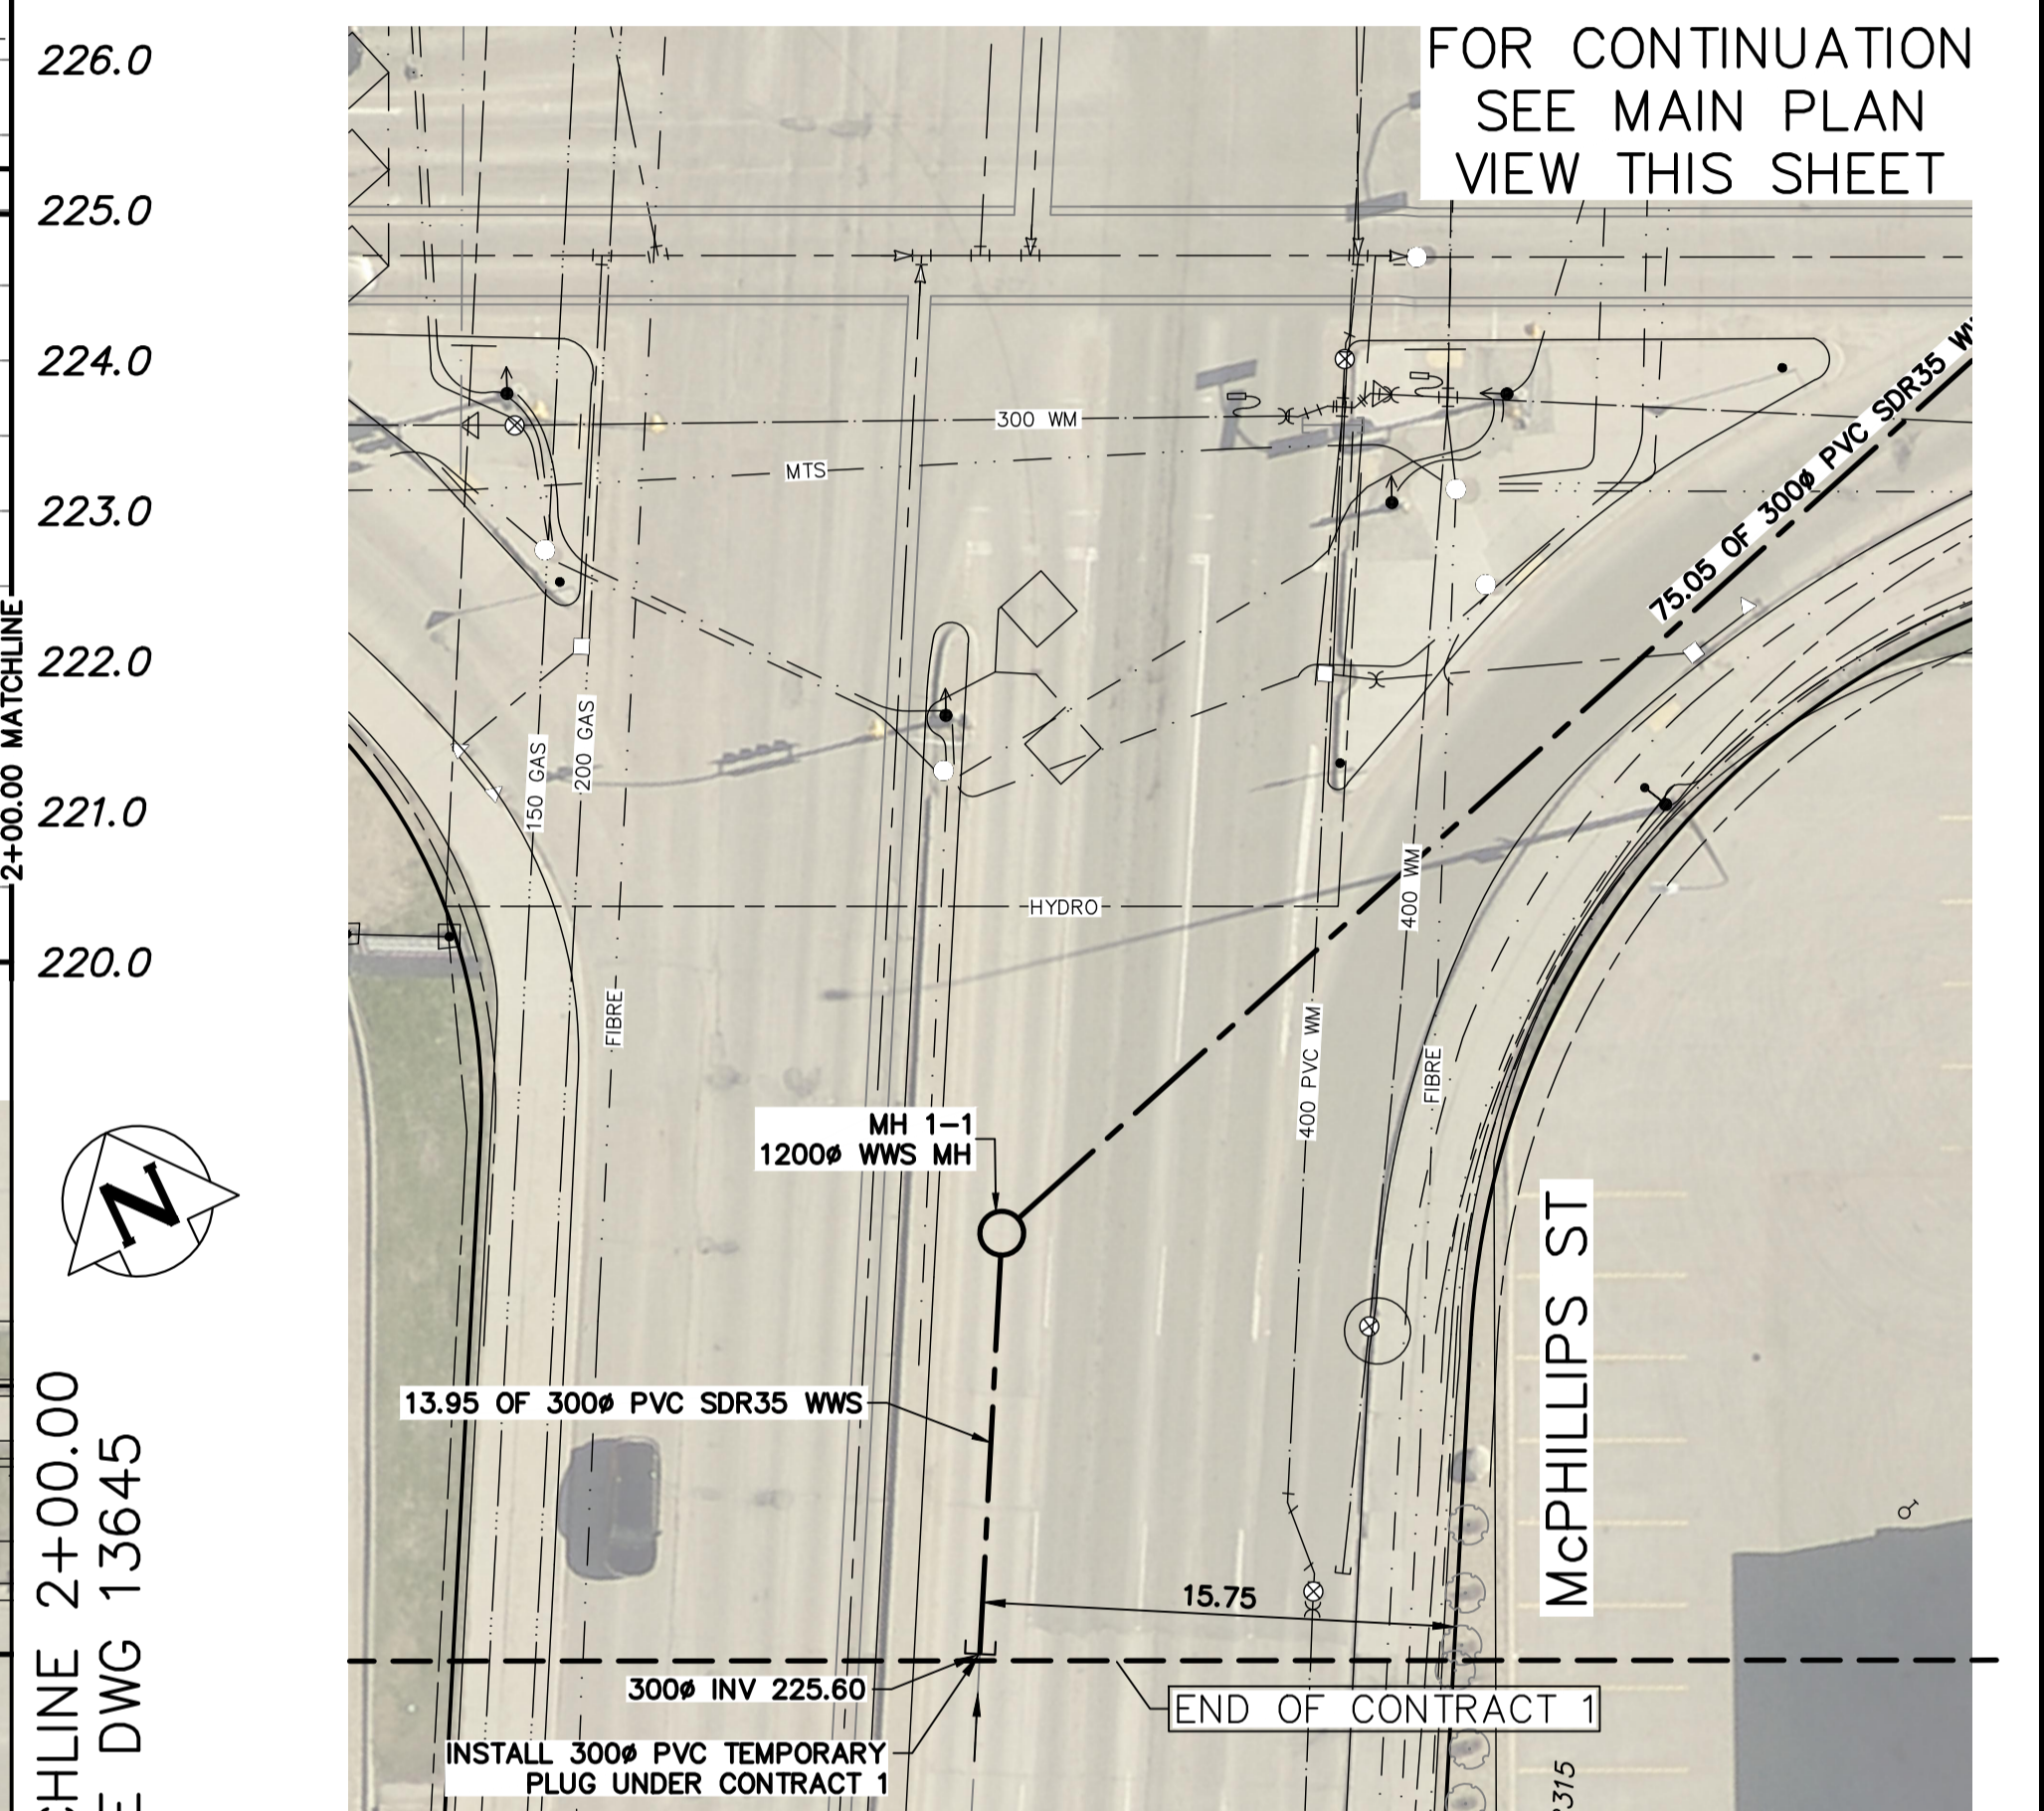 226.0
225.0
224.0
223.0
222.0
221.0
220.0
2+00.00 MATCHLINE
FOR CONTINUATION
SEE MAIN PLAN
VIEW THIS SHEET
300 WM
MTS
75.05 OF 300ø PVC SDR35
150 GAS
200 GAS
HYDRO
400 WM
FIBRE
400 PVC WM
FIBRE
MH 1-1
1200ø WWS MH
N
McPHILLIPS ST
13.95 OF 300ø PVC SDR35 WWS
15.75
300ø INV 225.60
END OF CONTRACT 1
INSTALL 300ø PVC TEMPORARY
PLUG UNDER CONTRACT 1
2+00.00
DWG 13645